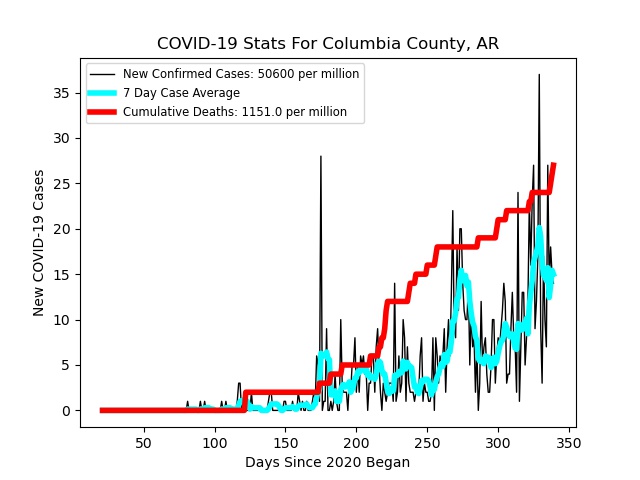 COVID-19 Stats For Columbia County, AR
New Confirmed Cases: 50600 per million
7 Day Case Average
Cumulative Deaths: 1151.0 per million
New COVID-19 Cases
35
30
25
20
15
10
5
0
50 100 150 200 250 300 350
Days Since 2020 Began